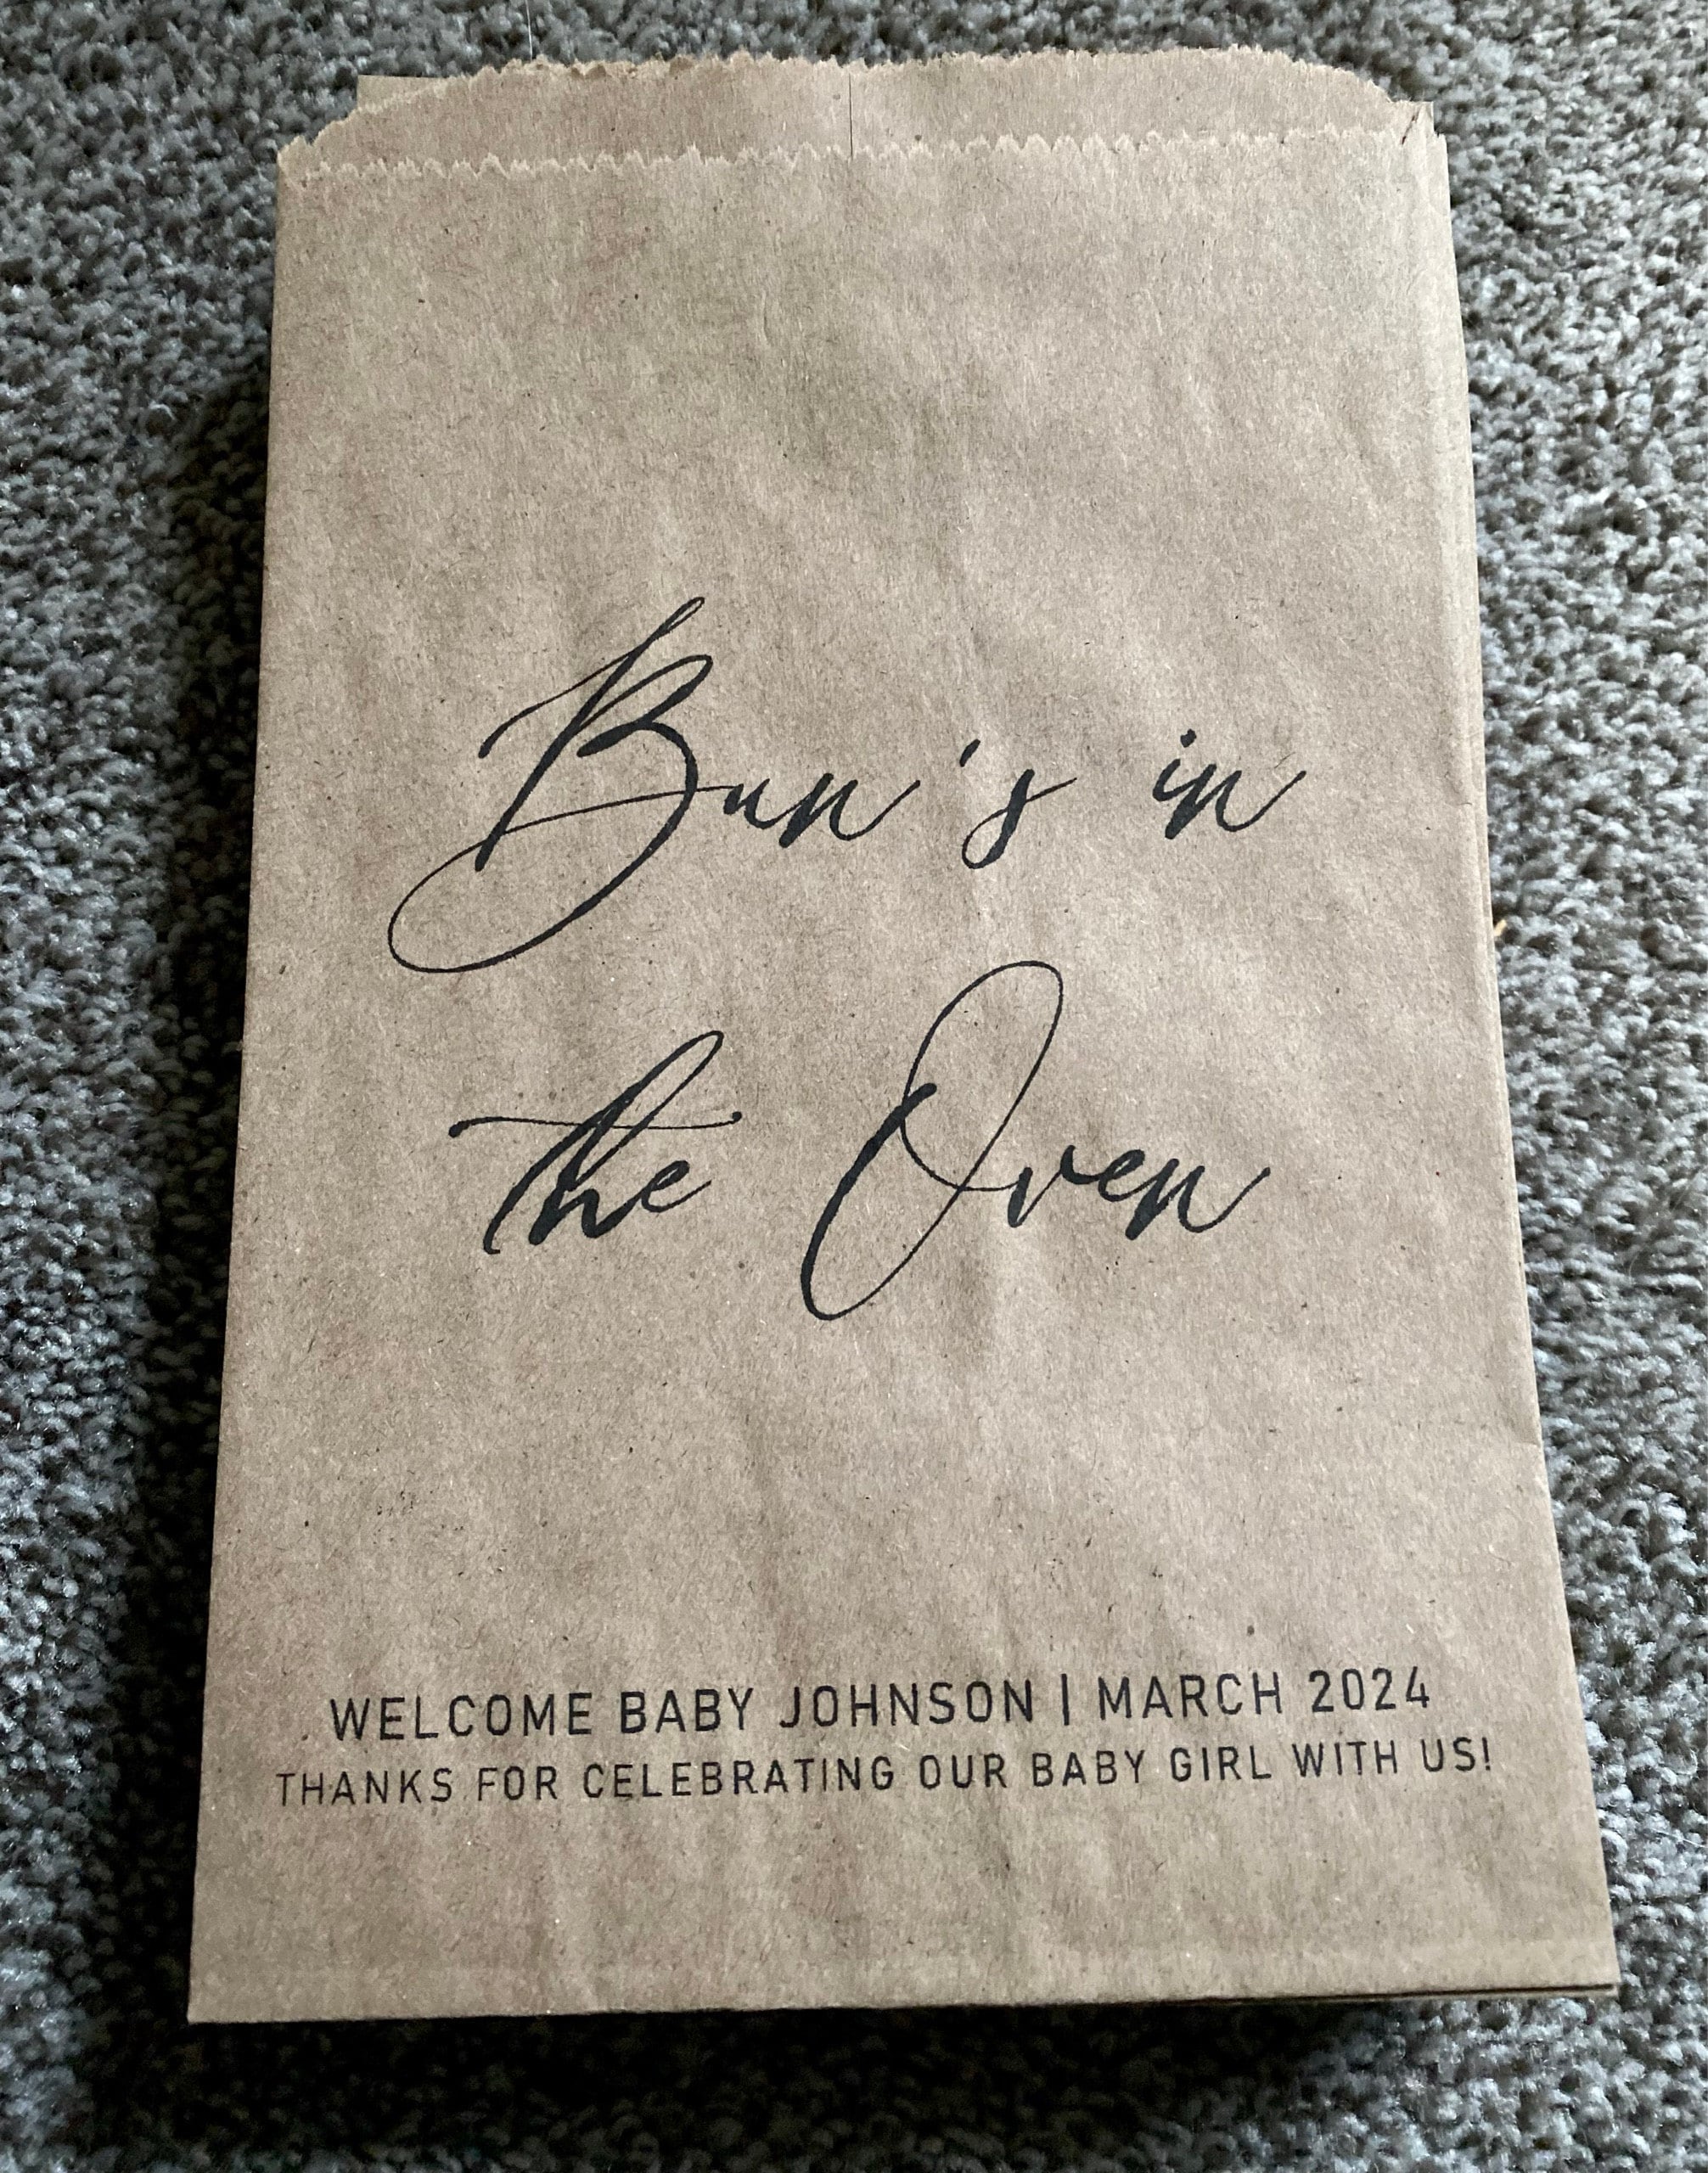 Bun's in
the Oven
WELCOME BABY JOHNSON | MARCH 2024
THANKS FOR CELEBRATING OUR BABY GIRL WITH US!